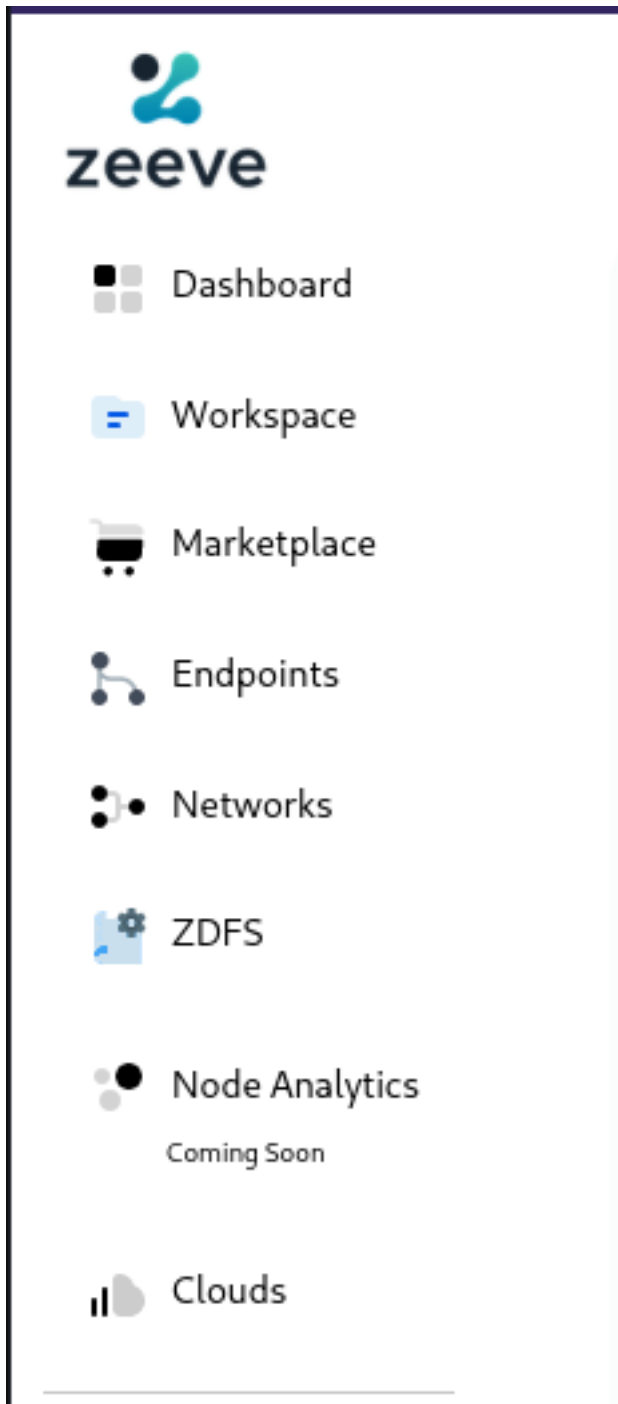 zeeve
Dashboard
Workspace
Marketplace
Endpoints
Networks
ZDFS
Node Analytics
Coming Soon
Clouds